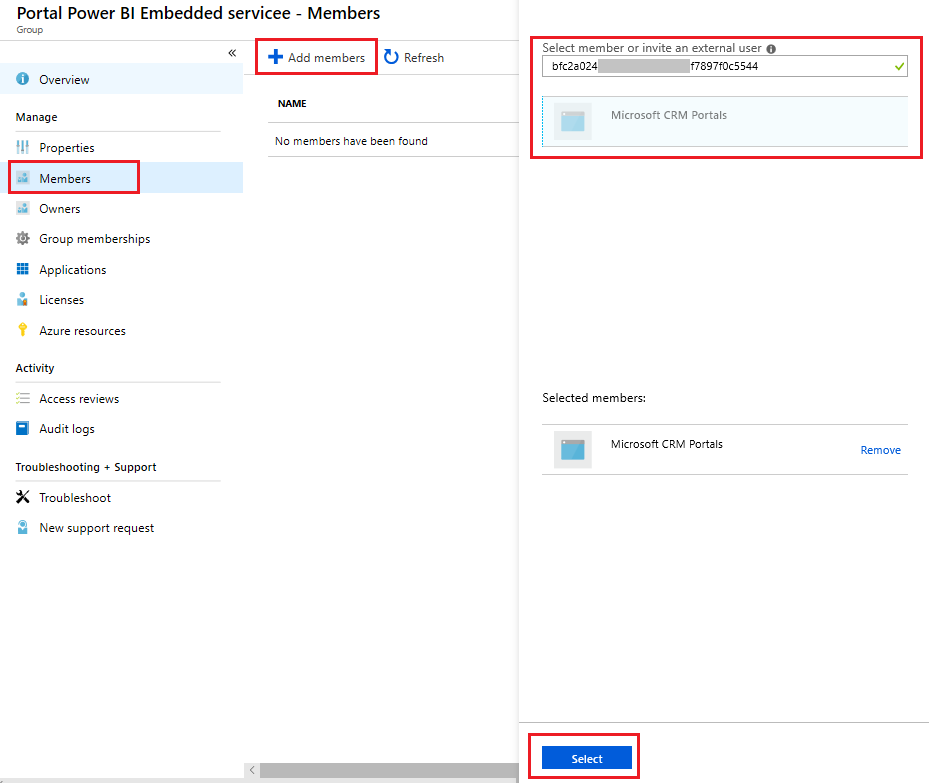 Portal Power BI Embedded servicee - Members
Group
«
Overview
Manage
Properties
Members
Owners
Group memberships
Applications
Licenses
Azure resources
Activity
Access reviews
Audit logs
Troubleshooting + Support
Troubleshoot
New support request
Add members
Refresh
NAME
No members have been found
Select member or invite an external user
bfc2a024 f7897f0c5544
Microsoft CRM Portals
Selected members:
Microsoft CRM Portals
Remove
Select